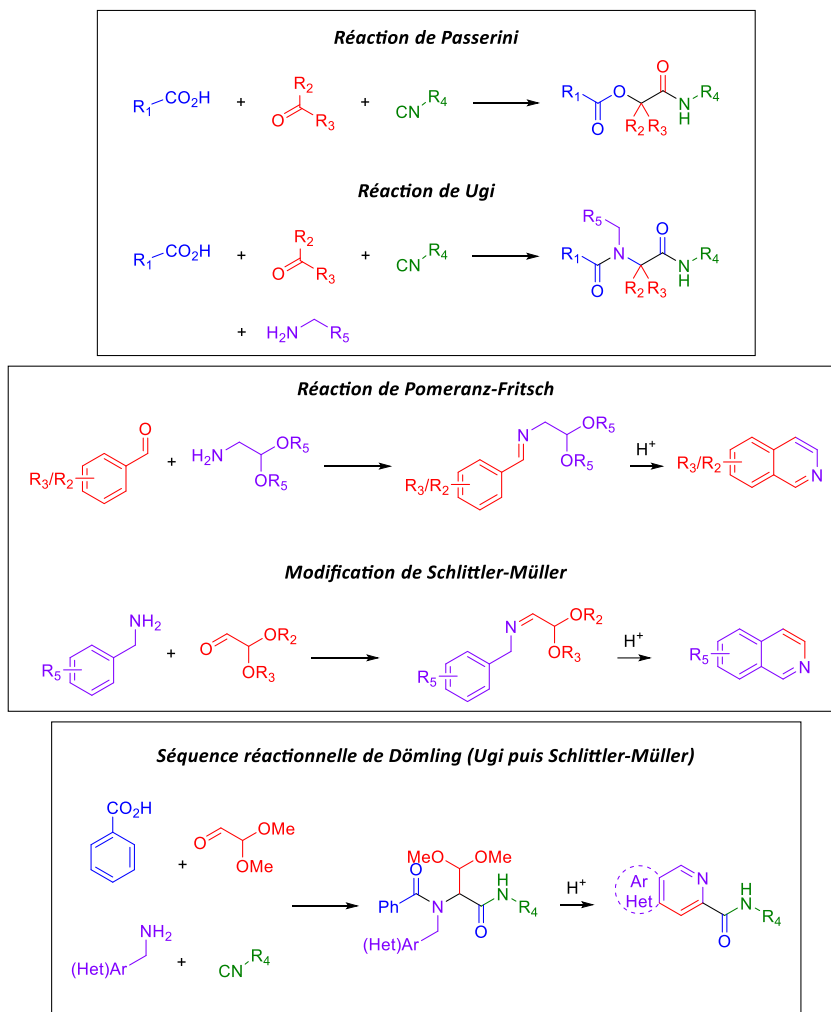 Réaction de Passerini
R1 CO2H + O R2 R3 + CN R4 R1 O O R2 R3 O N H R4
Réaction de Ugi
R1 CO2H + O R2 R3 + CN R4 R5 R1 O N R2 R3 O N H R4
+ H2N R5
Réaction de Pomeranz-Fritsch
R3/R2 O + H2N OR5 OR5 R3/R2 N OR5 OR5 H+ R3/R2 N
Modification de Schlittler-Müller
R5 NH2 + O OR2 OR3 R5 N OR2 OR3 H+ R5 N
Séquence réactionnelle de Dömling (Ugi puis Schlittler-Müller)
CO2H + O OMe OMe
(Het)Ar NH2 + CN R4
MeO OMe O Ph N (Het)Ar O H N R4 H+ Ar Het N O H N R4